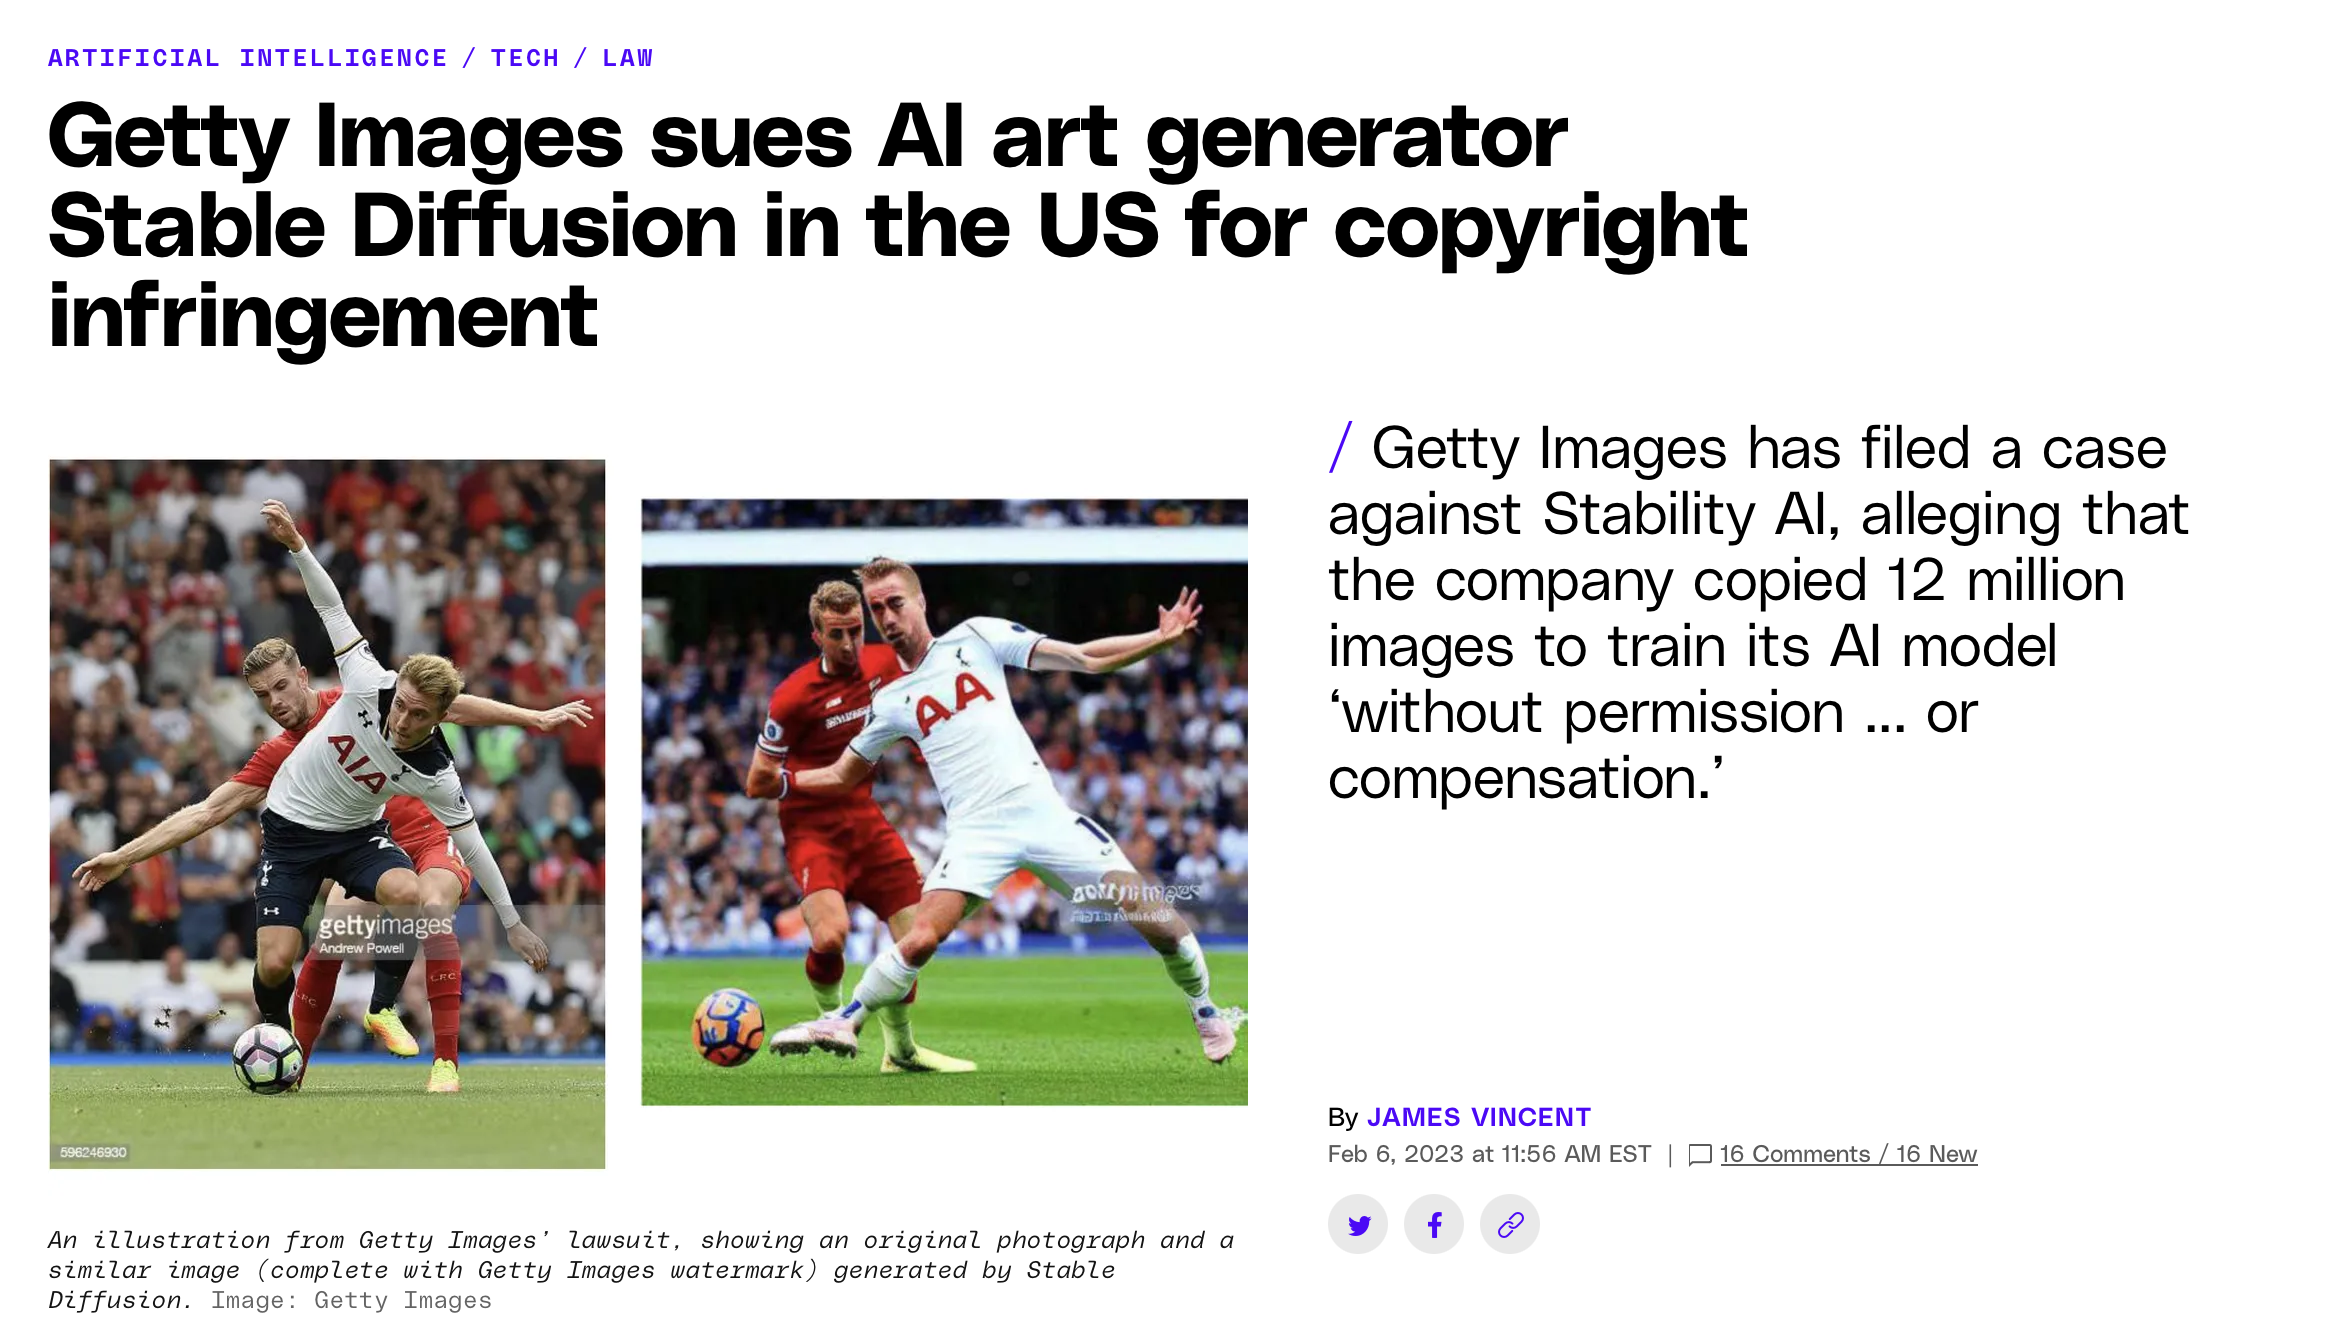 ARTIFICIAL INTELLIGENCE / TECH / LAW
Getty Images sues AI art generator
Stable Diffusion in the US for copyright
infringement
/ Getty Images has filed a case
against Stability AI, alleging that
the company copied 12 million
images to train its AI model
‘without permission ... or
compensation.’
AIA
2
1
gettyimages®
Andrew Powell
LFC
LFC
596246930
AA
1
By JAMES VINCENT
Feb 6, 2023 at 11:56 AM EST | 16 Comments / 16 New
An illustration from Getty Images’ lawsuit, showing an original photograph and a
similar image (complete with Getty Images watermark) generated by Stable
Diffusion. Image: Getty Images